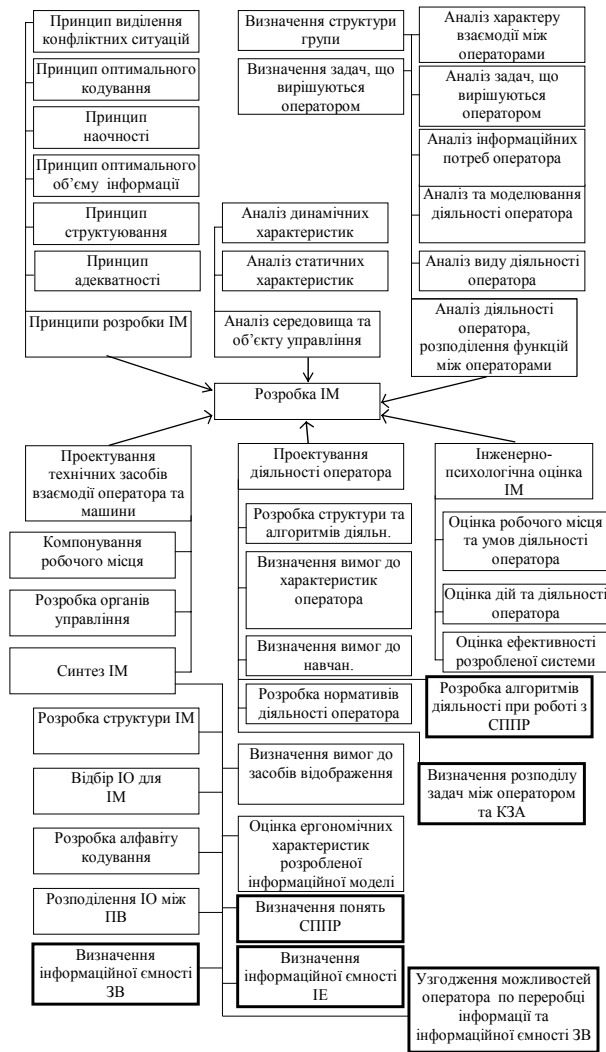 Принцип виділення
конфліктних ситуацій
Принцип оптимального
кодування
Принцип
наочності
Принцип оптимального
об’єму інформації
Принцип
структуювання
Принцип
адекватності
Принципи розробки ІМ
Аналіз динамічних
характеристик
Аналіз статичних
характеристик
Аналіз середовища та
об’єкту управління
Визначення структури
групи
Визначення задач, що
вирішуються
оператором
Аналіз характеру
взаємодії між
операторами
Аналіз задач, що
вирішуються
оператором
Аналіз інформаційних
потреб оператора
Аналіз та моделювання
діяльності оператора
Аналіз виду діяльності
оператора
Аналіз діяльності
оператора,
розподілення функцій
між операторами
Розробка ІМ
Проектування
технічних засобів
взаємодії оператора та
машини
Компонування
робочого місця
Розробка органів
управління
Синтез ІМ
Розробка структури ІМ
Відбір ІО для
ІМ
Розробка алфавіту
кодування
Розподілення ІО між
ПВ
Визначення
інформаційної ємності
ЗВ
Проектування
діяльності оператора
Розробка структури та
алгоритмів діяльн.
Визначення вимог до
характеристик
оператора
Визначення вимог до
навчан.
Розробка нормативів
діяльності оператора
Визначення вимог до
засобів відображення
Оцінка ергономічних
характеристик
розробленої
інформаційної моделі
Визначення понять
СППР
Визначення
інформаційної ємності
ІЕ
Інженерно-
психологічна оцінка
ІМ
Оцінка робочого місця
та умов діяльності
оператора
Оцінка дій та діяльності
оператора
Оцінка ефективності
розробленої системи
Розробка алгоритмів
діяльності при роботі з
СППР
Визначення розподілу
задач між оператором
та КЗА
Узгодження можливостей
оператора по переробці
інформації та
інформаційної ємності ЗВ